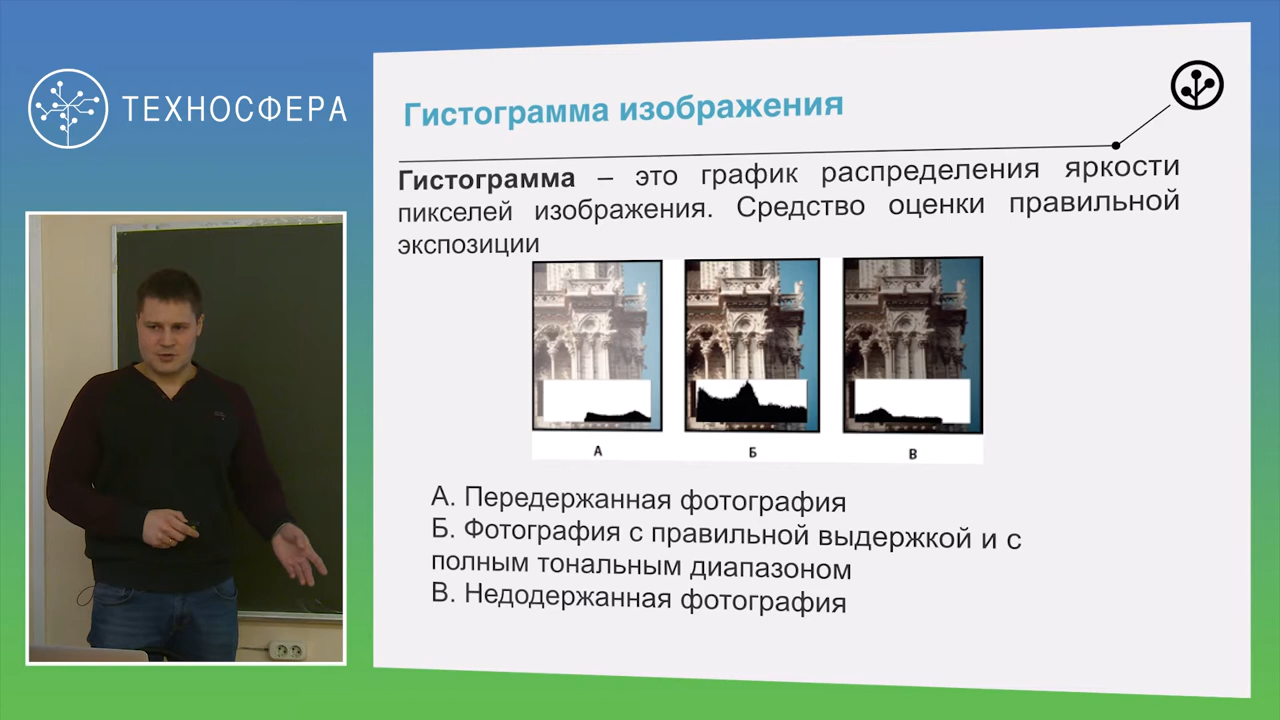 ТЕХНОСФЕРА
Гистограмма изображения
Гистограмма – это график распределения яркости
пикселей изображения. Средство оценки правильной
экспозиции
А Б В
А. Передержанная фотография
Б. Фотография с правильной выдержкой и с
полным тональным диапазоном
В. Недодержанная фотография